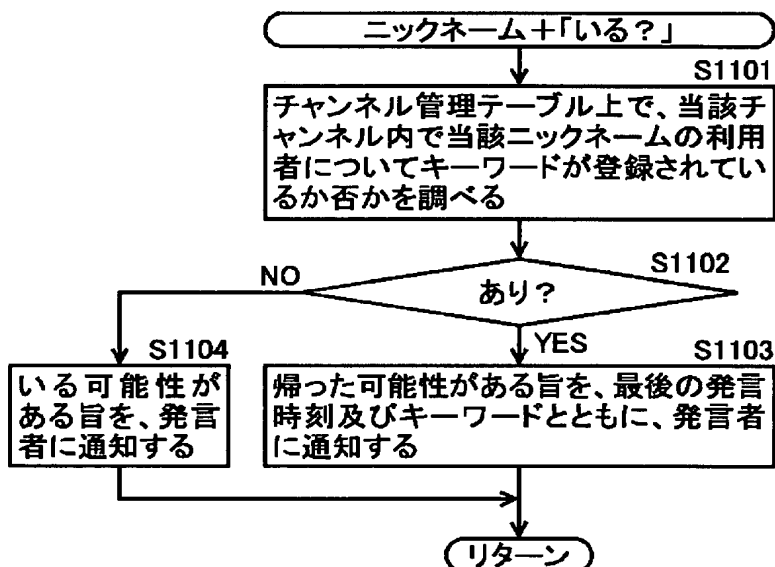 ニックネーム+「いる?」
S1101
チャンネル管理テーブル上で、当該チ
ャンネル内で当該ニックネームの利用
者についてキーワードが登録されてい
るか否かを調べる
S1102
あり?
NO
YES
S1104
いる可能性が
ある旨を、発言
者に通知する
S1103
帰った可能性がある旨を、最後の発言
時刻及びキーワードとともに、発言者
に通知する
リターン